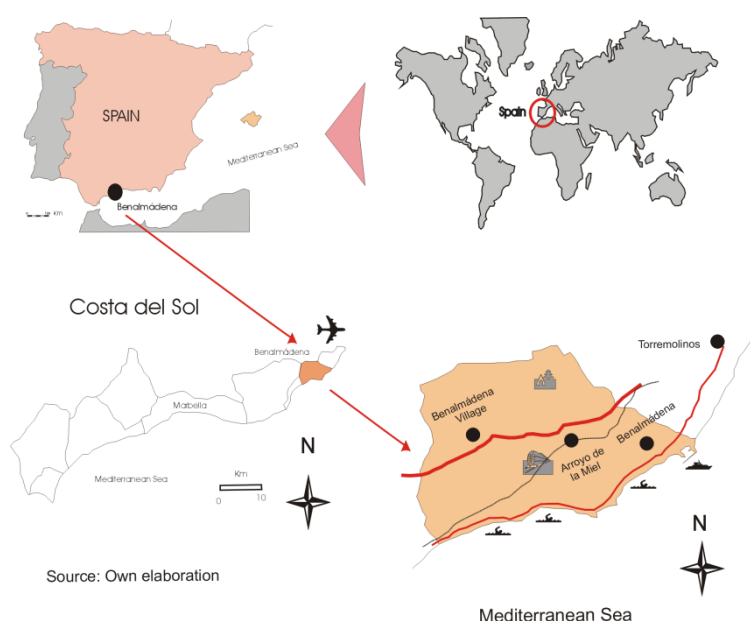 SPAIN
Mediterranean Sea
Benalmádena
Km
Spain
Costa del Sol
Benalmádena
Marbella
Mediterranean Sea
Km
0 10
N
Source: Own elaboration
Torremolinos
Benalmádena
Village
Benalmádena
Arroyo de
la Miel
N
Mediterranean Sea